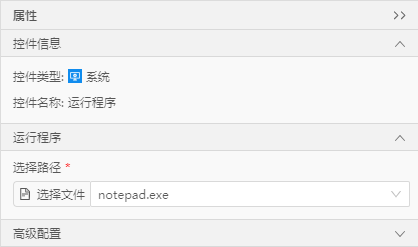 属性
控件信息
控件类型: 系统
控件名称: 运行程序
运行程序
选择路径 *
选择文件 notepad.exe
高级配置